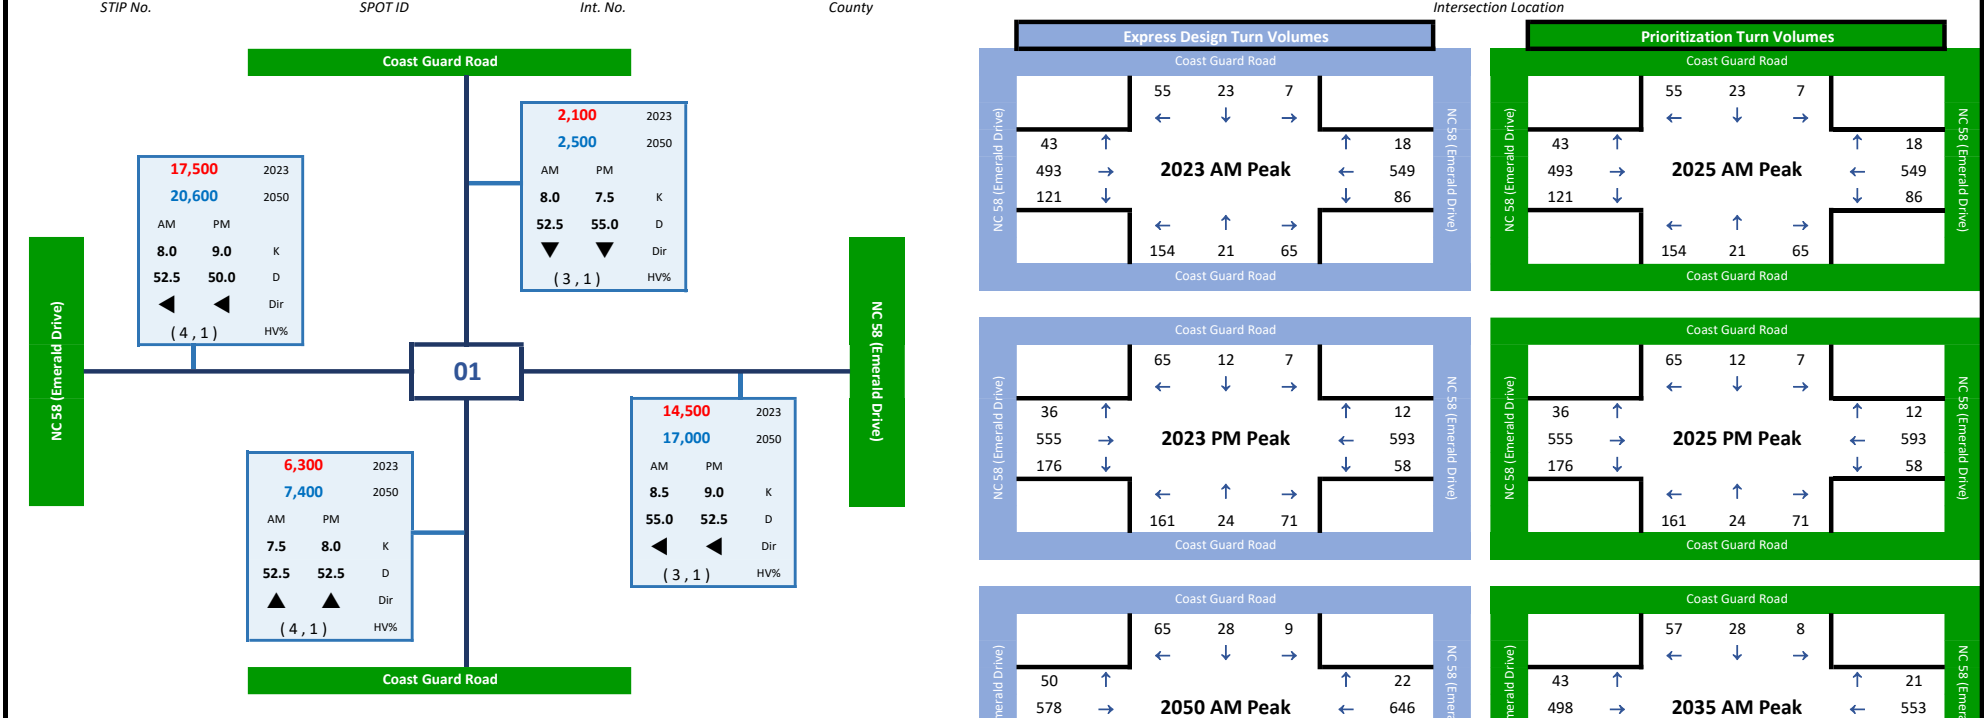 STIP No. SPOT ID Int. No. County Intersection Location
Express Design Turn Volumes
Prioritization Turn Volumes
Coast Guard Road
2,100 2023
2,500 2050
AM PM
8.0 7.5 K
52.5 55.0 D
▼ ▼ Dir
( 3 , 1 ) HV%
17,500 2023
20,600 2050
AM PM
8.0 9.0 K
52.5 50.0 D
◀ ◀ Dir
( 4 , 1 ) HV%
NC 58 (Emerald Drive)
01
NC 58 (Emerald Drive)
14,500 2023
17,000 2050
AM PM
8.5 9.0 K
55.0 52.5 D
◀ ◀ Dir
( 3 , 1 ) HV%
6,300 2023
7,400 2050
AM PM
7.5 8.0 K
52.5 52.5 D
▲ ▲ Dir
( 4 , 1 ) HV%
Coast Guard Road
Coast Guard Road
NC 58 (Emerald Drive)
55 23 7
← ↓ →
43 ↑ ↑ 18
493 → 2023 AM Peak ← 549
121 ↓ ↓ 86
← ↑ →
154 21 65
NC 58 (Emerald Drive)
Coast Guard Road
Coast Guard Road
NC 58 (Emerald Drive)
55 23 7
← ↓ →
43 ↑ ↑ 18
493 → 2025 AM Peak ← 549
121 ↓ ↓ 86
← ↑ →
154 21 65
NC 58 (Emerald Drive)
Coast Guard Road
Coast Guard Road
NC 58 (Emerald Drive)
65 12 7
← ↓ →
36 ↑ ↑ 12
555 → 2023 PM Peak ← 593
176 ↓ ↓ 58
← ↑ →
161 24 71
NC 58 (Emerald Drive)
Coast Guard Road
Coast Guard Road
NC 58 (Emerald Drive)
65 12 7
← ↓ →
36 ↑ ↑ 12
555 → 2025 PM Peak ← 593
176 ↓ ↓ 58
← ↑ →
161 24 71
NC 58 (Emerald Drive)
Coast Guard Road
Coast Guard Road
Drive)
65 28 9
← ↓ →
50 ↑ ↑ 22
578 → 2050 AM Peak ← 646
NC 58
Coast Guard Road
Drive)
57 28 8
← ↓ →
43 ↑ ↑ 21
498 → 2035 AM Peak ← 553
NC 58